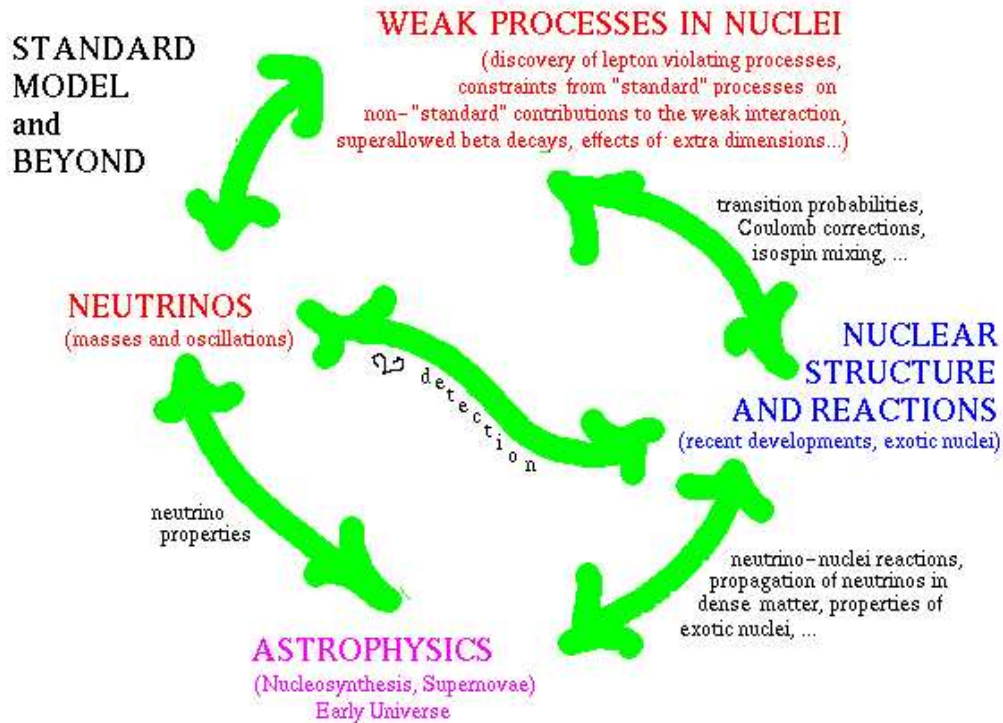 STANDARD
MODEL
and
BEYOND
WEAK PROCESSES IN NUCLEI
(discovery of lepton violating processes,
constraints from "standard" processes on
non-"standard" contributions to the weak interaction,
superallowed beta decays, effects of extra dimensions...)
transition probabilities,
Coulomb corrections,
isospin mixing, ...
NEUTRINOS
(masses and oscillations)
detection
NUCLEAR
STRUCTURE
AND REACTIONS
(recent developments, exotic nuclei)
neutrino
properties
neutrino-nuclei reactions,
propagation of neutrinos in
dense matter, properties of
exotic nuclei, ...
ASTROPHYSICS
(Nucleosynthesis, Supernovae)
Early Universe